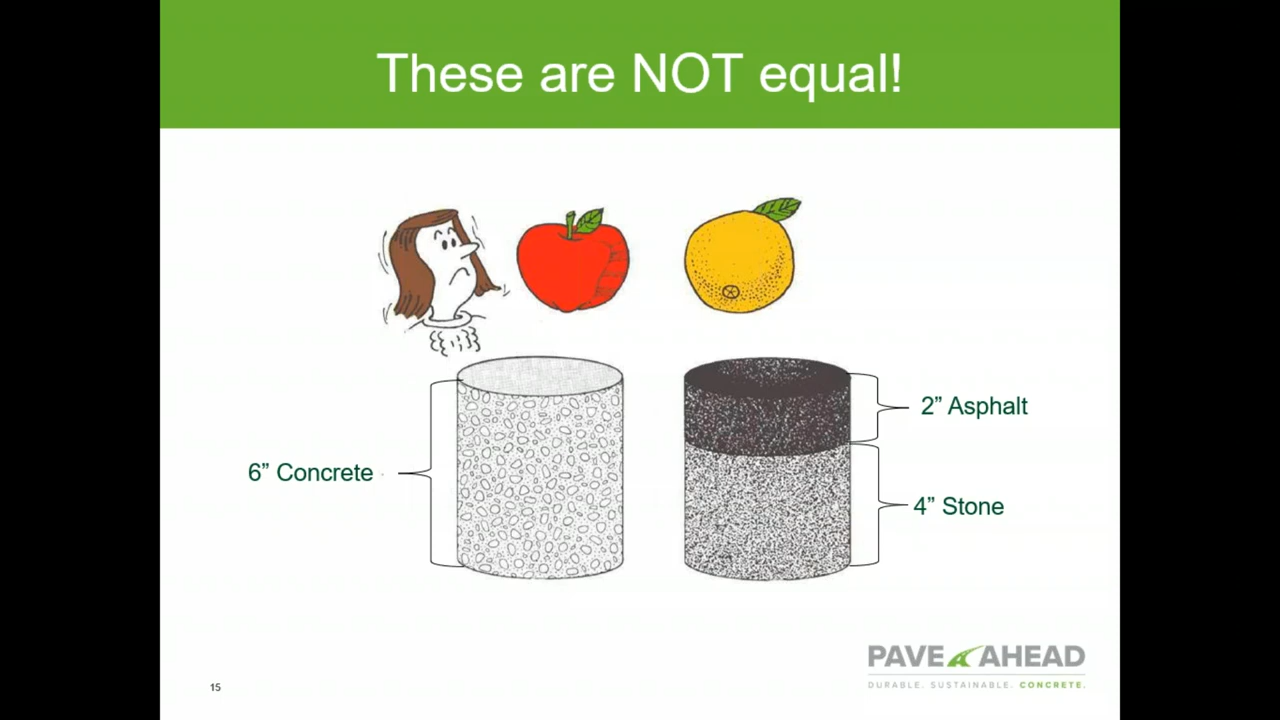 These are NOT equal!
2” Asphalt
6” Concrete
4” Stone
PAVE AHEAD
DURABLE. SUSTAINABLE. CONCRETE.
15